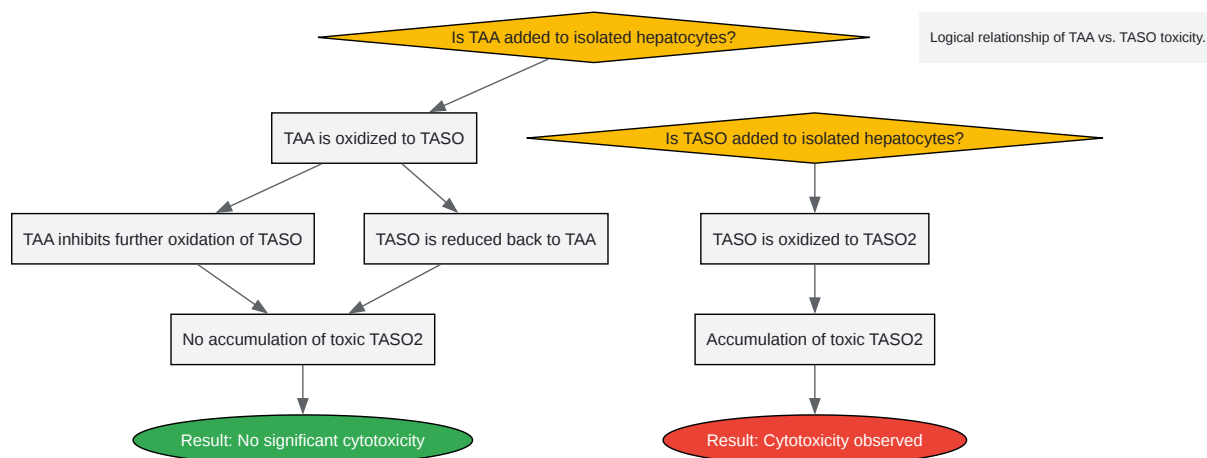 Is TAA added to isolated hepatocytes?
Logical relationship of TAA vs. TASO toxicity.
TAA is oxidized to TASO
Is TASO added to isolated hepatocytes?
TAA inhibits further oxidation of TASO
TASO is reduced back to TAA
TASO is oxidized to TASO2
No accumulation of toxic TASO2
Accumulation of toxic TASO2
Result: No significant cytotoxicity
Result: Cytotoxicity observed